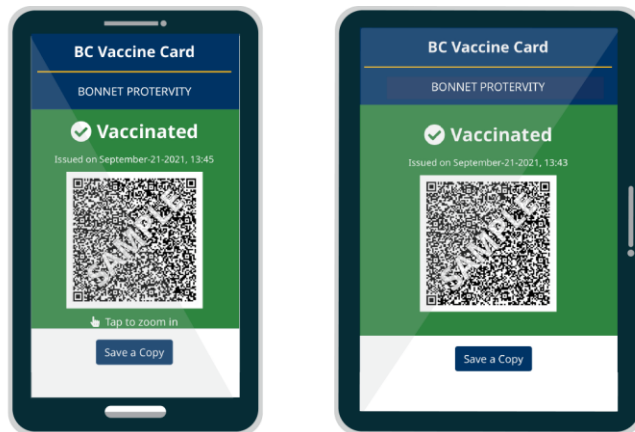 BC Vaccine Card
BONNET PROTERVITY
Vaccinated
Issued on September-21-2021, 13:45
SAMPLE
Tap to zoom in
Save a Copy
BC Vaccine Card
BONNET PROTERVITY
Vaccinated
Issued on September-21-2021, 13:43
SAMPLE
Save a Copy